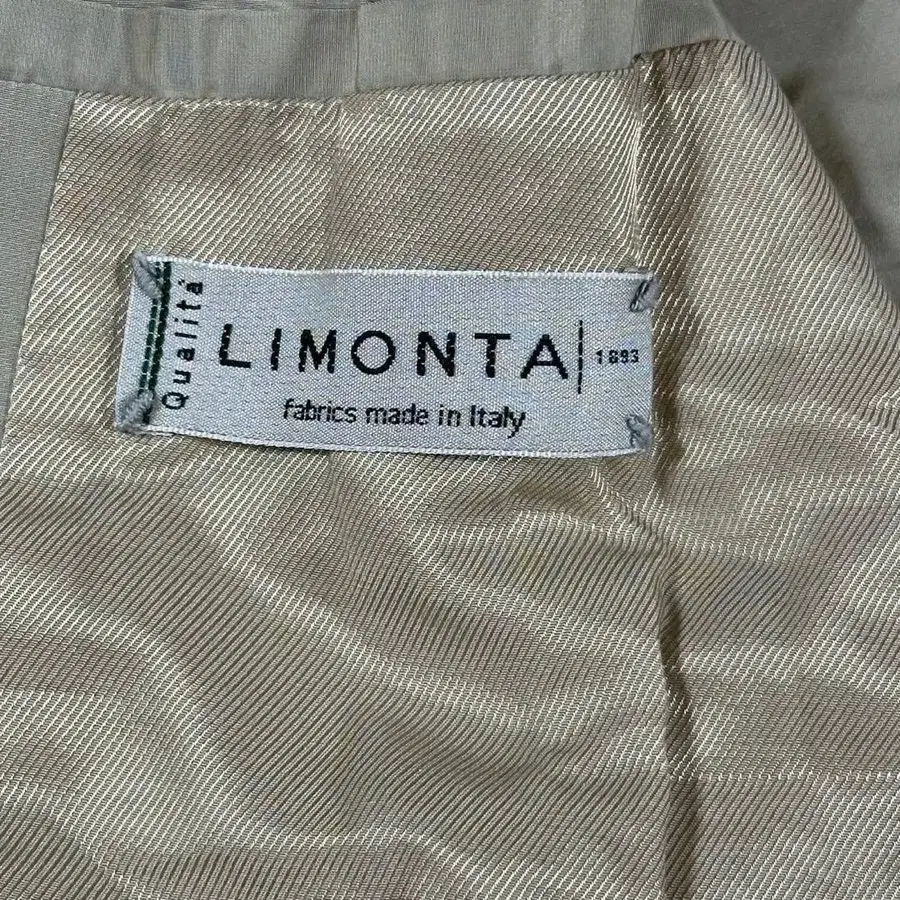 Qualità
LIMONTA
1893
fabrics made in Italy